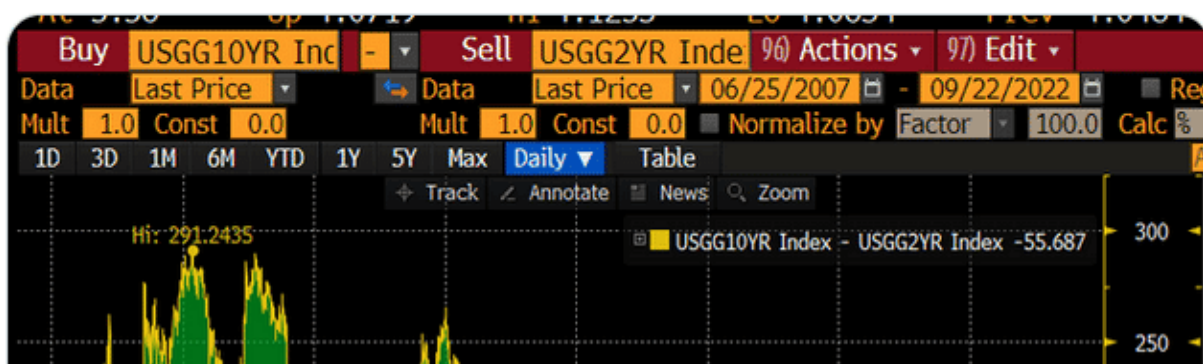 Buy USGG10YR Inc - Sell USGG2YR Inde 96) Actions 97) Edit
Data Last Price Data Last Price 06/25/2007 - 09/22/2022 Reg
Mult 1.0 Const 0.0 Mult 1.0 Const 0.0 Normalize by Factor 100.0 Calc %
1D 3D 1M 6M YTD 1Y 5Y Max Daily ▼ Table
Track Annotate News Zoom
Hi: 291.2435
USGG10YR Index - USGG2YR Index -55.687
300
250